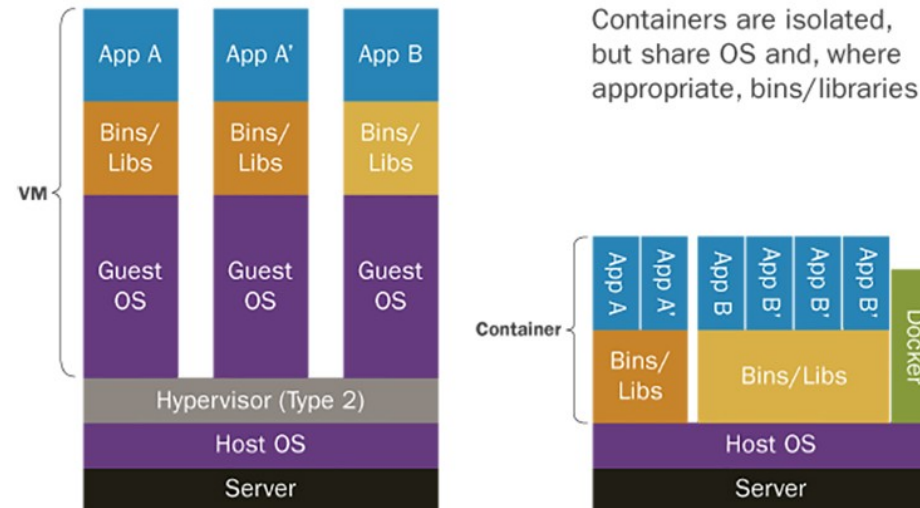 Containers are isolated,
but share OS and, where
appropriate, bins/libraries
App A
App A'
App B
Bins/
Libs
Bins/
Libs
Bins/
Libs
VM
Guest
OS
Guest
OS
Guest
OS
Hypervisor (Type 2)
Host OS
Server
App A
App A'
App B
App B'
App B'
App B'
Docker
Container
Bins/
Libs
Bins/Libs
Host OS
Server